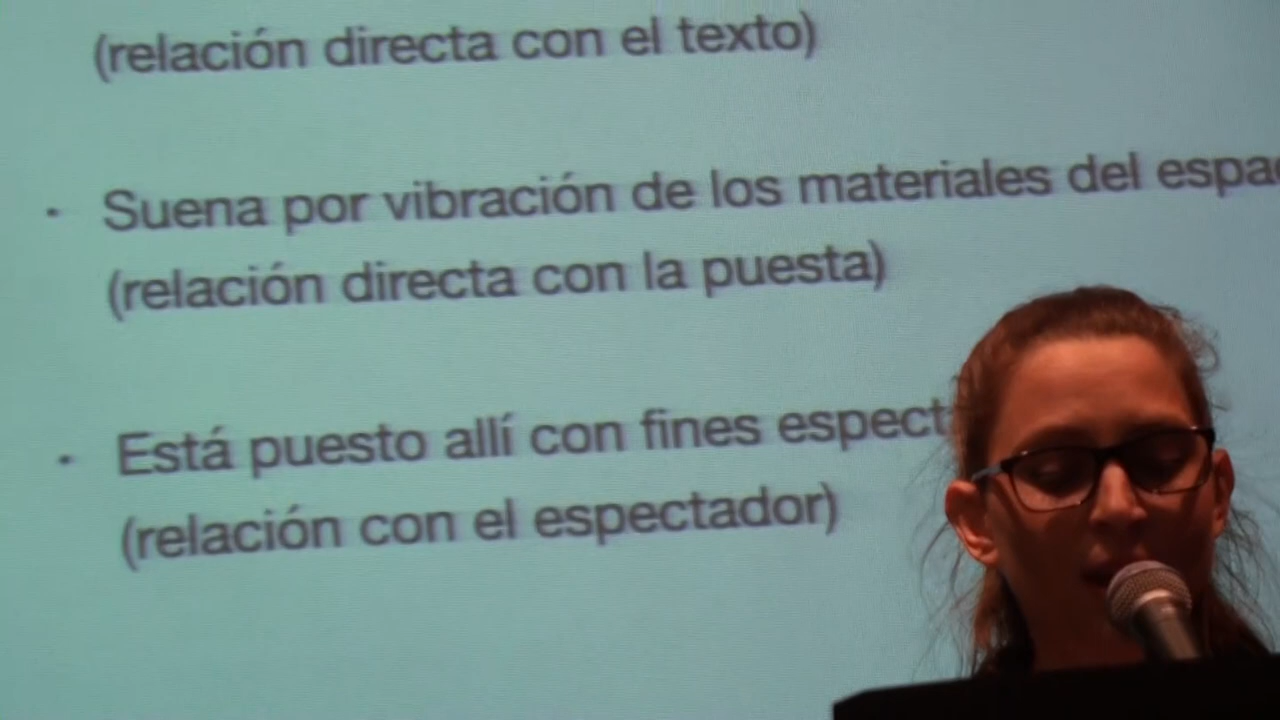 (relación directa con el texto)
· Suena por vibración de los materiales del
(relación directa con la puesta)
· Está puesto allí con fines
(relación con el espectador)